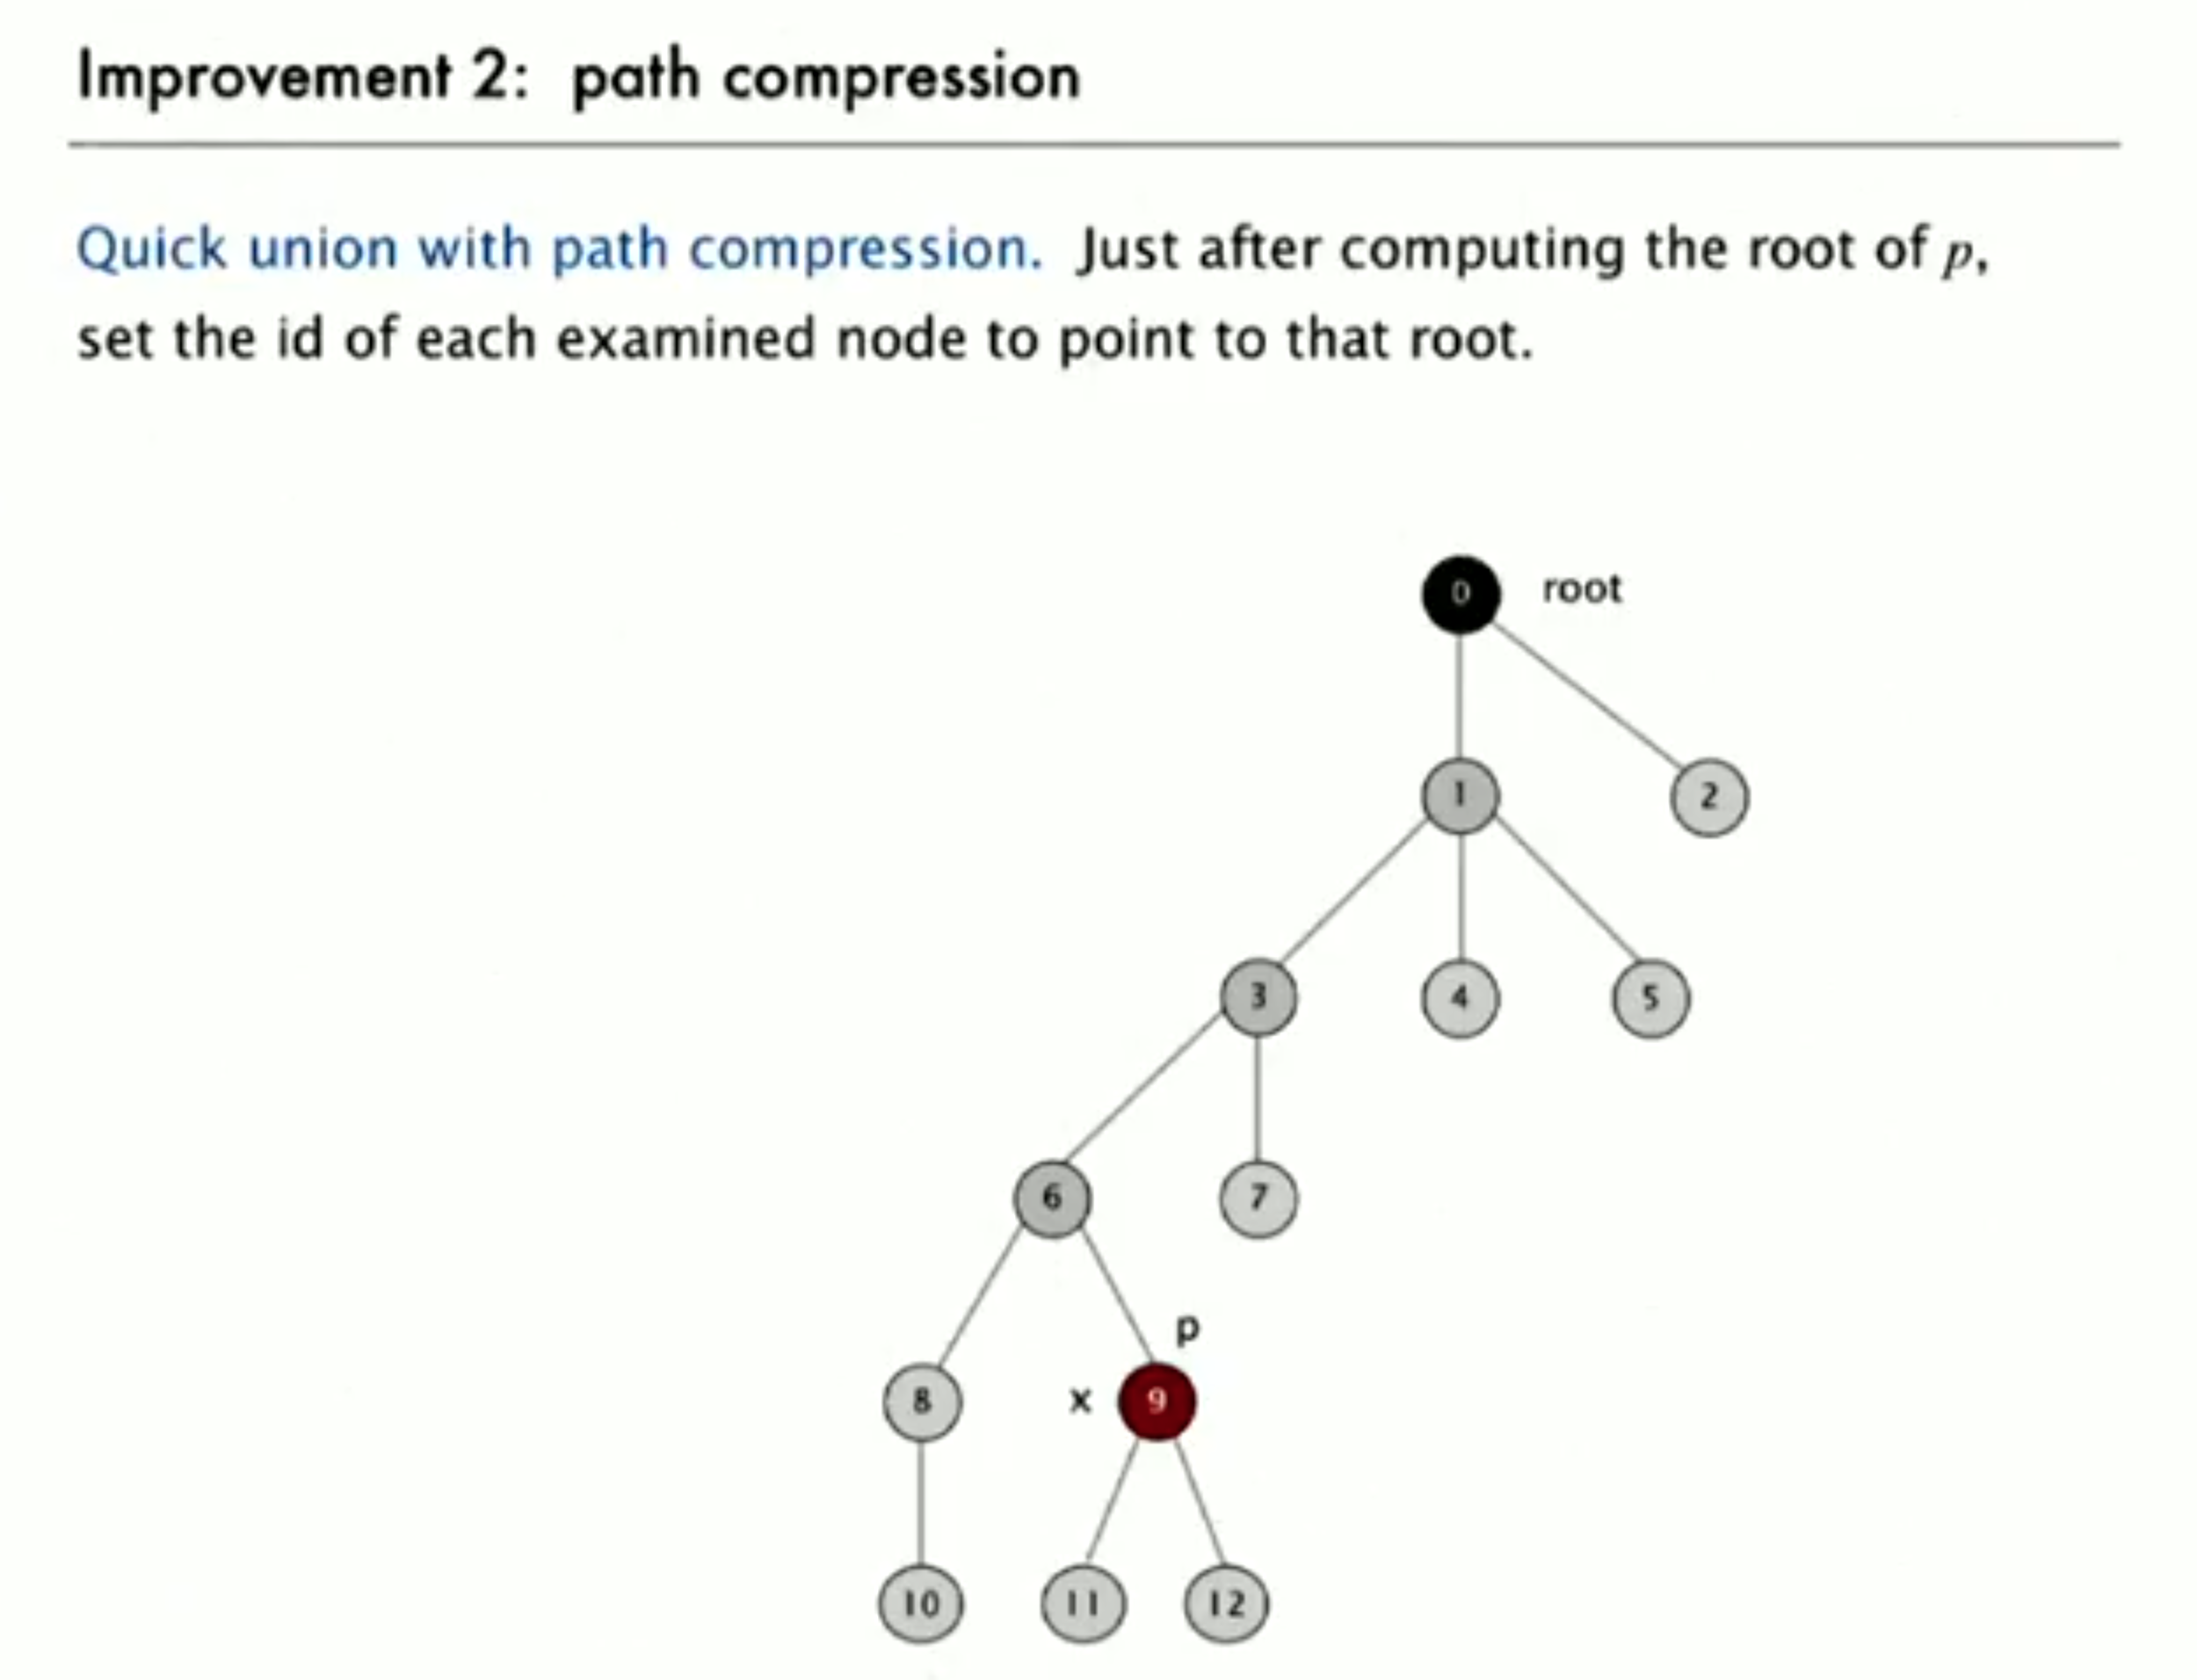 Improvement 2: path compression
Quick union with path compression. Just after computing the root of p,
set the id of each examined node to point to that root.
0 root
1 2
3 4 5
6 7
p
8 x 9
10 11 12